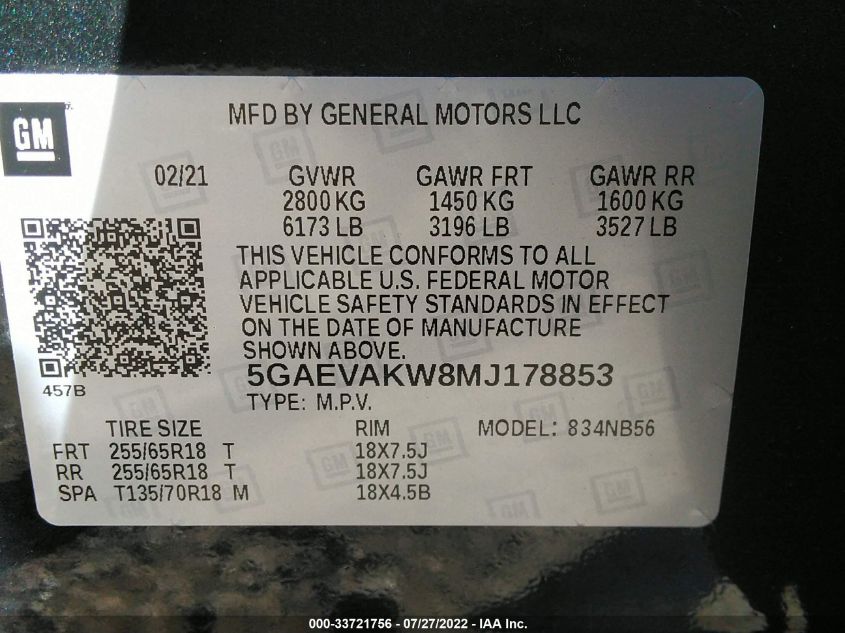 MFD BY GENERAL MOTORS LLC
GM
02/21 GVWR GAWR FRT GAWR RR
2800 KG 1450 KG 1600 KG
6173 LB 3196 LB 3527 LB
THIS VEHICLE CONFORMS TO ALL
APPLICABLE U.S. FEDERAL MOTOR
VEHICLE SAFETY STANDARDS IN EFFECT
ON THE DATE OF MANUFACTURE
SHOWN ABOVE.
457B
5GAEVAKW8MJ178853
TYPE: M.P.V.
TIRE SIZE RIM MODEL: 834NB56
FRT 255/65R18 T 18X7.5J
RR 255/65R18 T 18X7.5J
SPA T135/70R18 M 18X4.5B
000-33721756 - 07/27/2022 - IAA Inc.